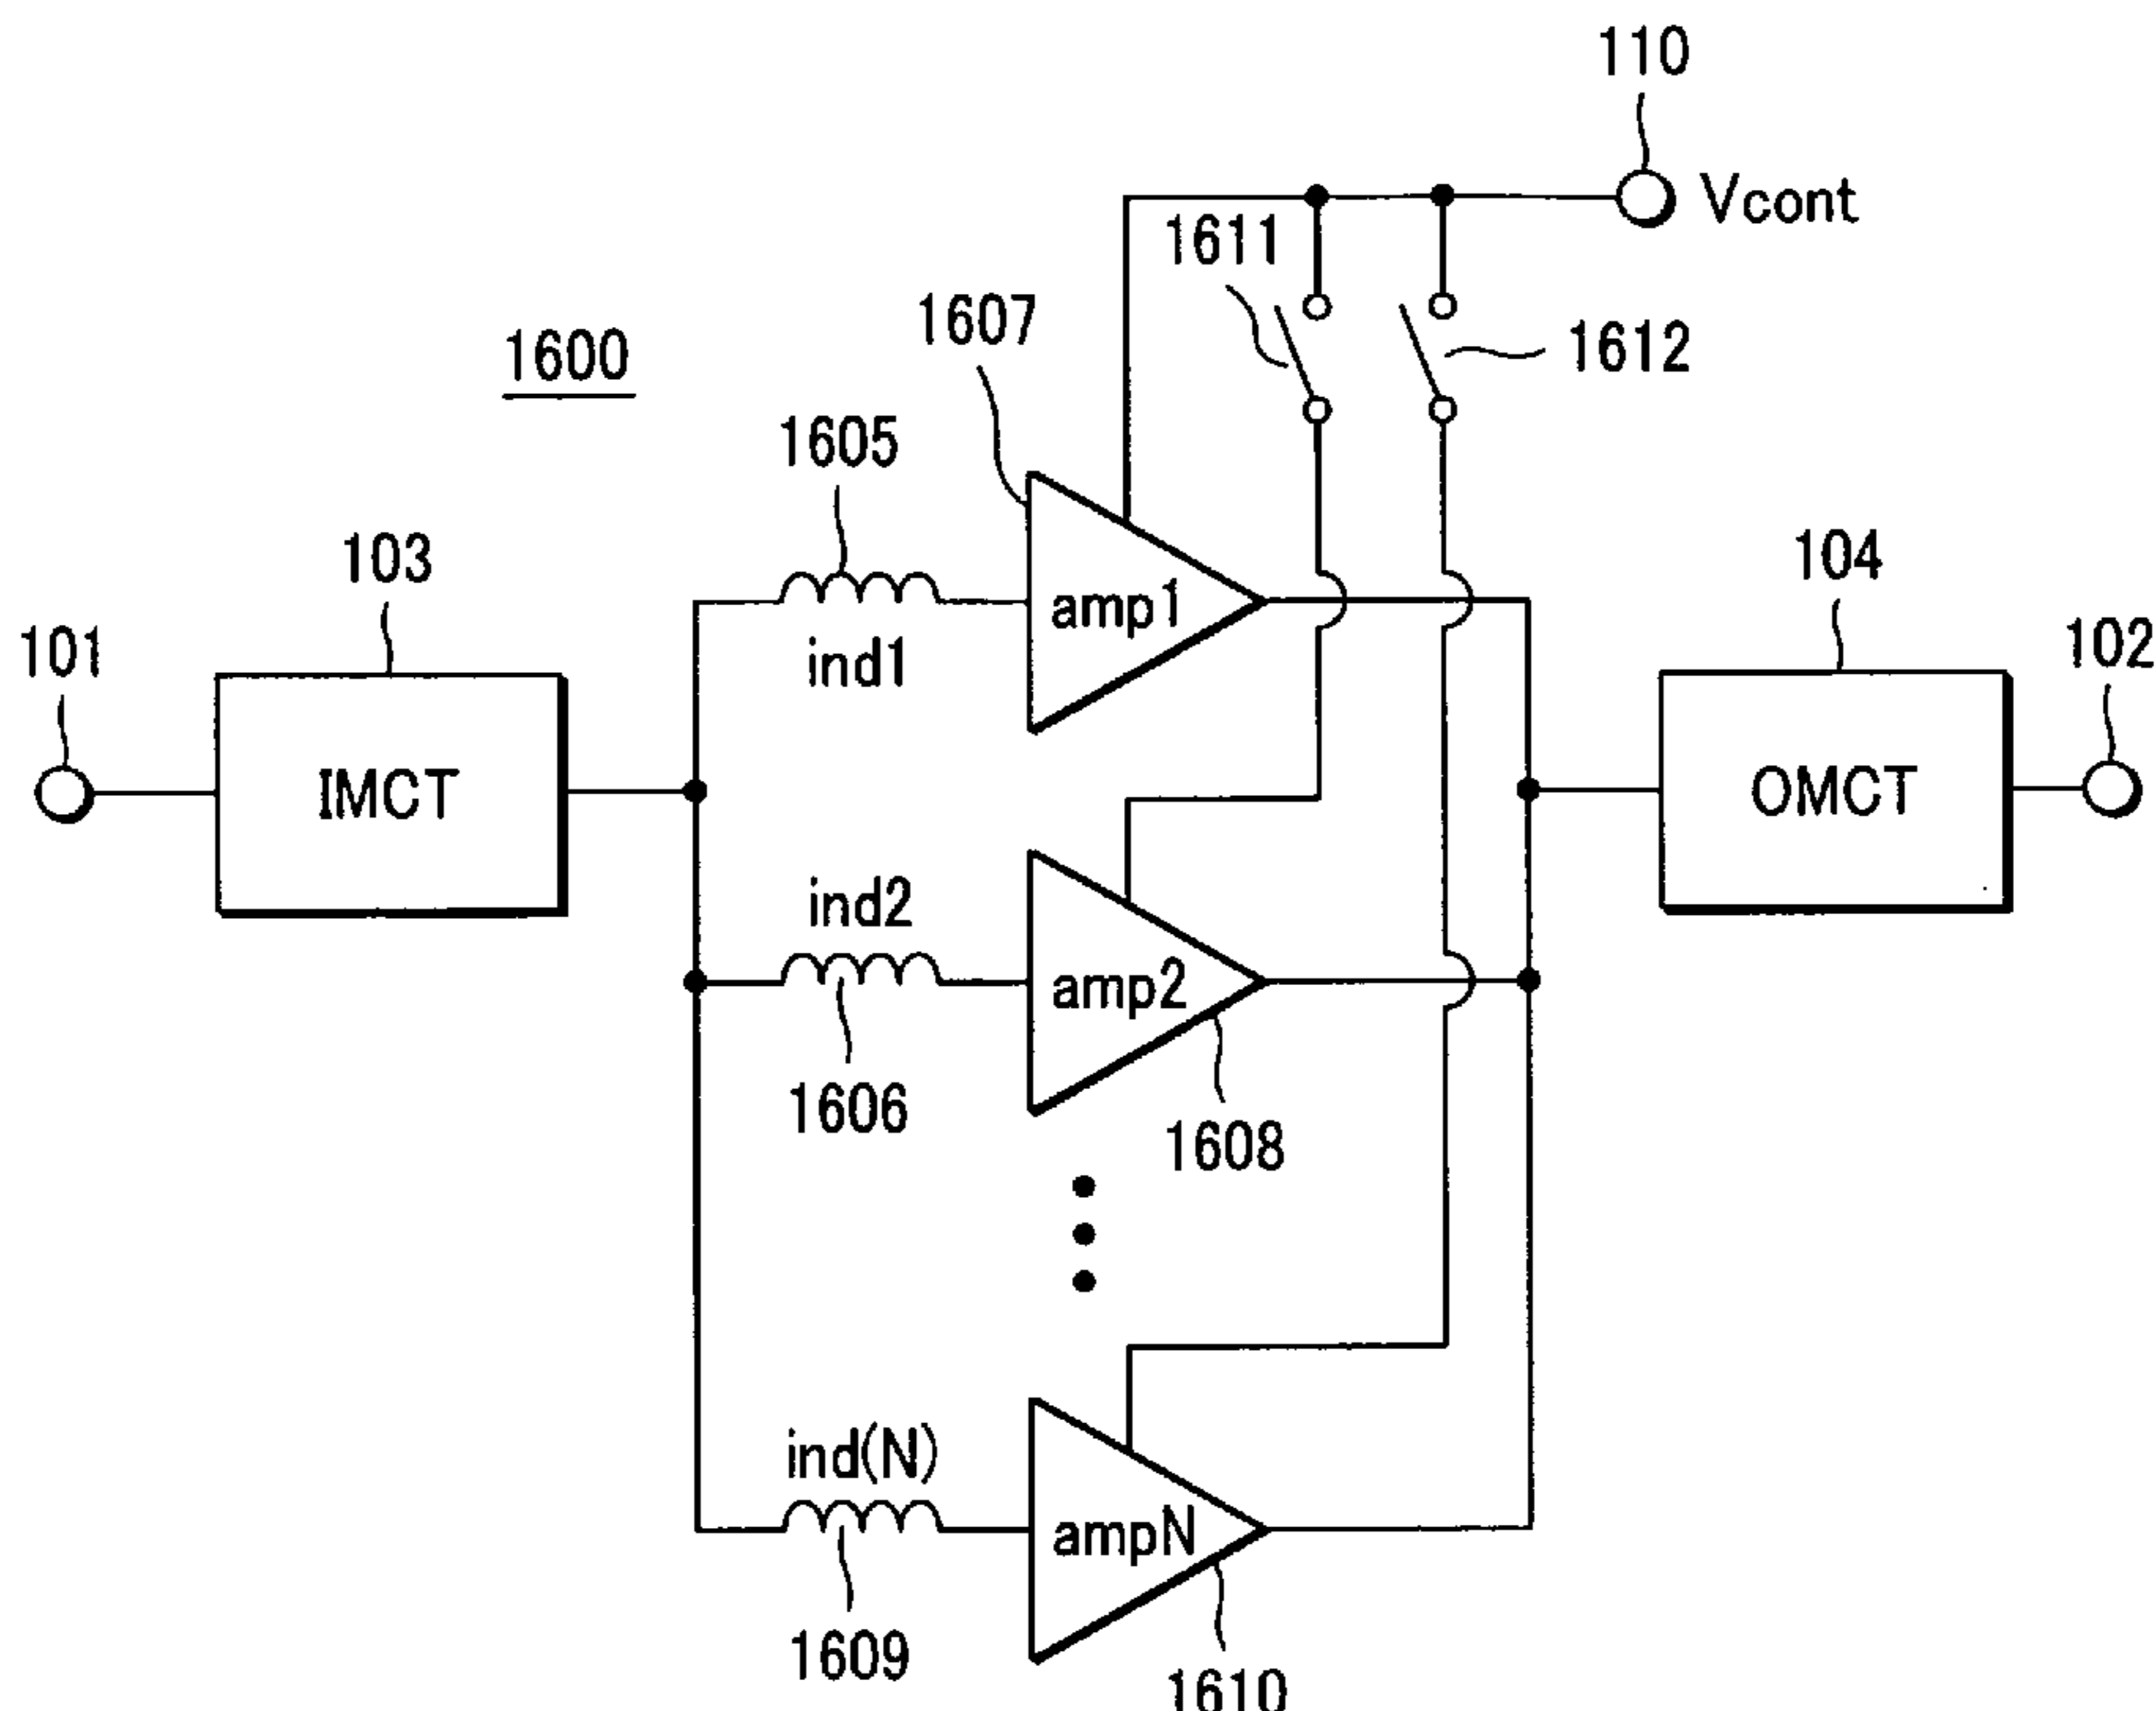 110
Vcont
1611
1607
1612
1600
1605
103
amp1
104
101
ind1
102
IMCT
OMCT
ind2
amp2
1606
1608
ind(N)
ampN
1609
1610